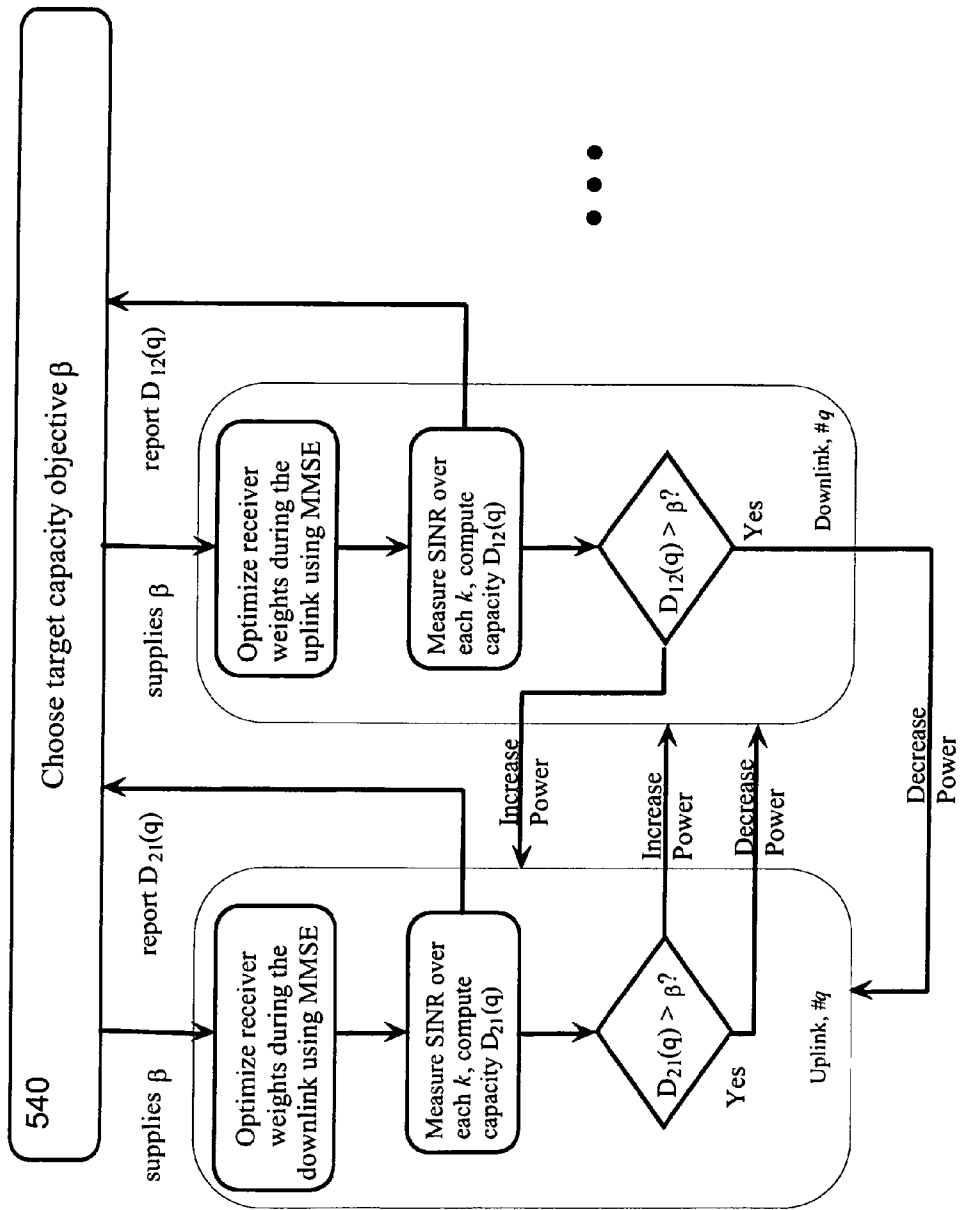 540
Choose target capacity objective β
supplies β
report D21(q)
supplies β
report D12(q)
Optimize receiver
weights during the
downlink using MMSE
Measure SINR over
each k, compute
capacity D21(q)
D21(q) > β?
Yes
Uplink, #q
Increase
Power
Increase
Power
Decrease
Power
Optimize receiver
weights during the
uplink using MMSE
Measure SINR over
each k, compute
capacity D12(q)
D12(q) > β?
Yes
Downlink, #q
Decrease
Power